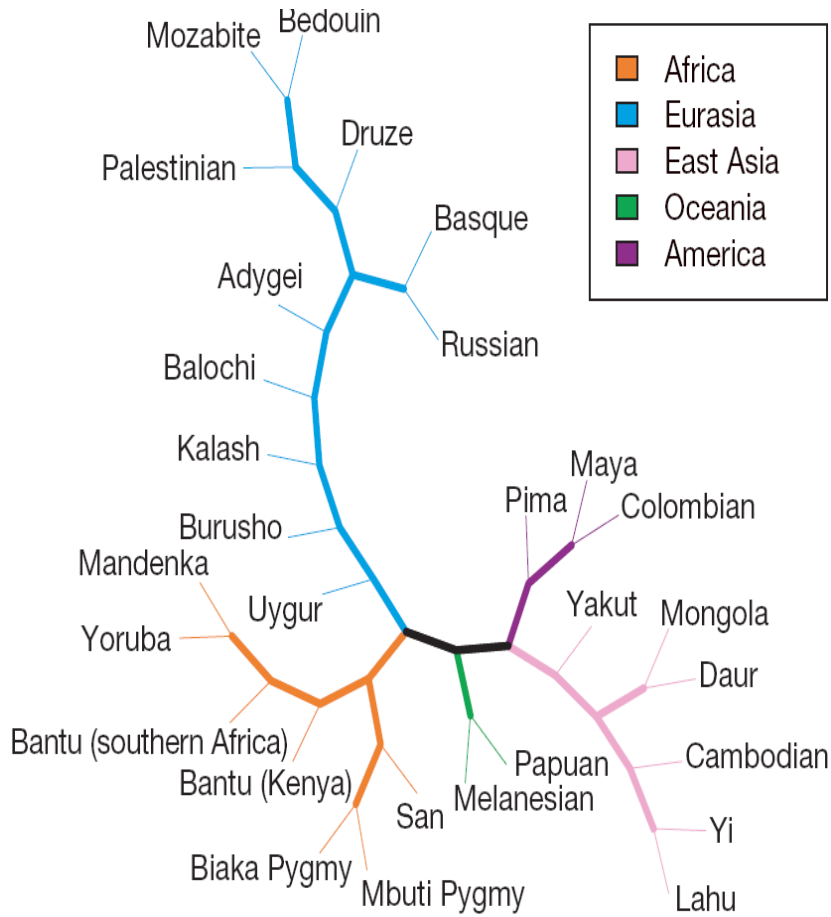 Bedouin
Mozabite
Druze
Palestinian
Basque
Adygei
Russian
Balochi
Kalash
Burusho
Mandenka
Uygur
Yoruba
Bantu (southern Africa)
Bantu (Kenya)
San
Biaka Pygmy
Mbuti Pygmy
Maya
Pima
Colombian
Yakut
Mongola
Daur
Papuan
Cambodian
Melanesian
Yi
Lahu
Africa
Eurasia
East Asia
Oceania
America